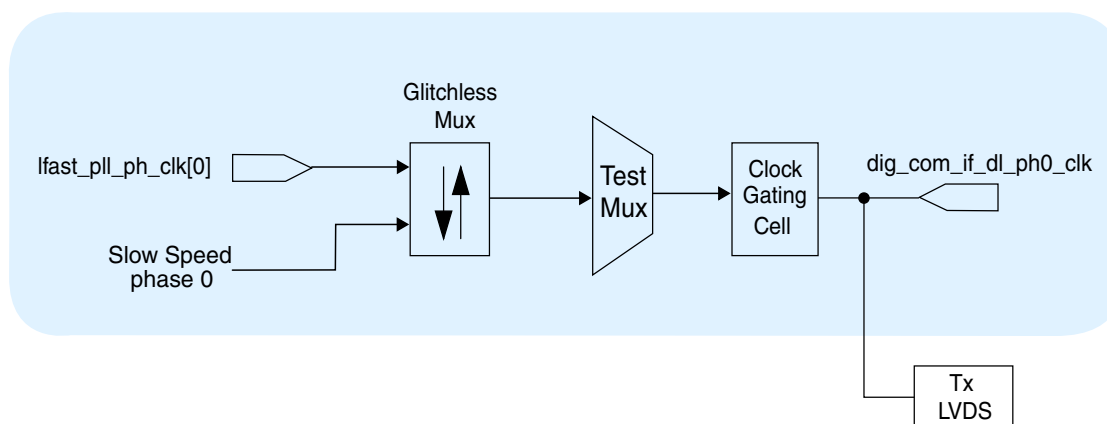 Glitchless
Mux
lfast_pll_ph_clk[0]
Slow Speed
phase 0
Test
Mux
Clock
Gating
Cell
dig_com_if_dl_ph0_clk
Tx
LVDS